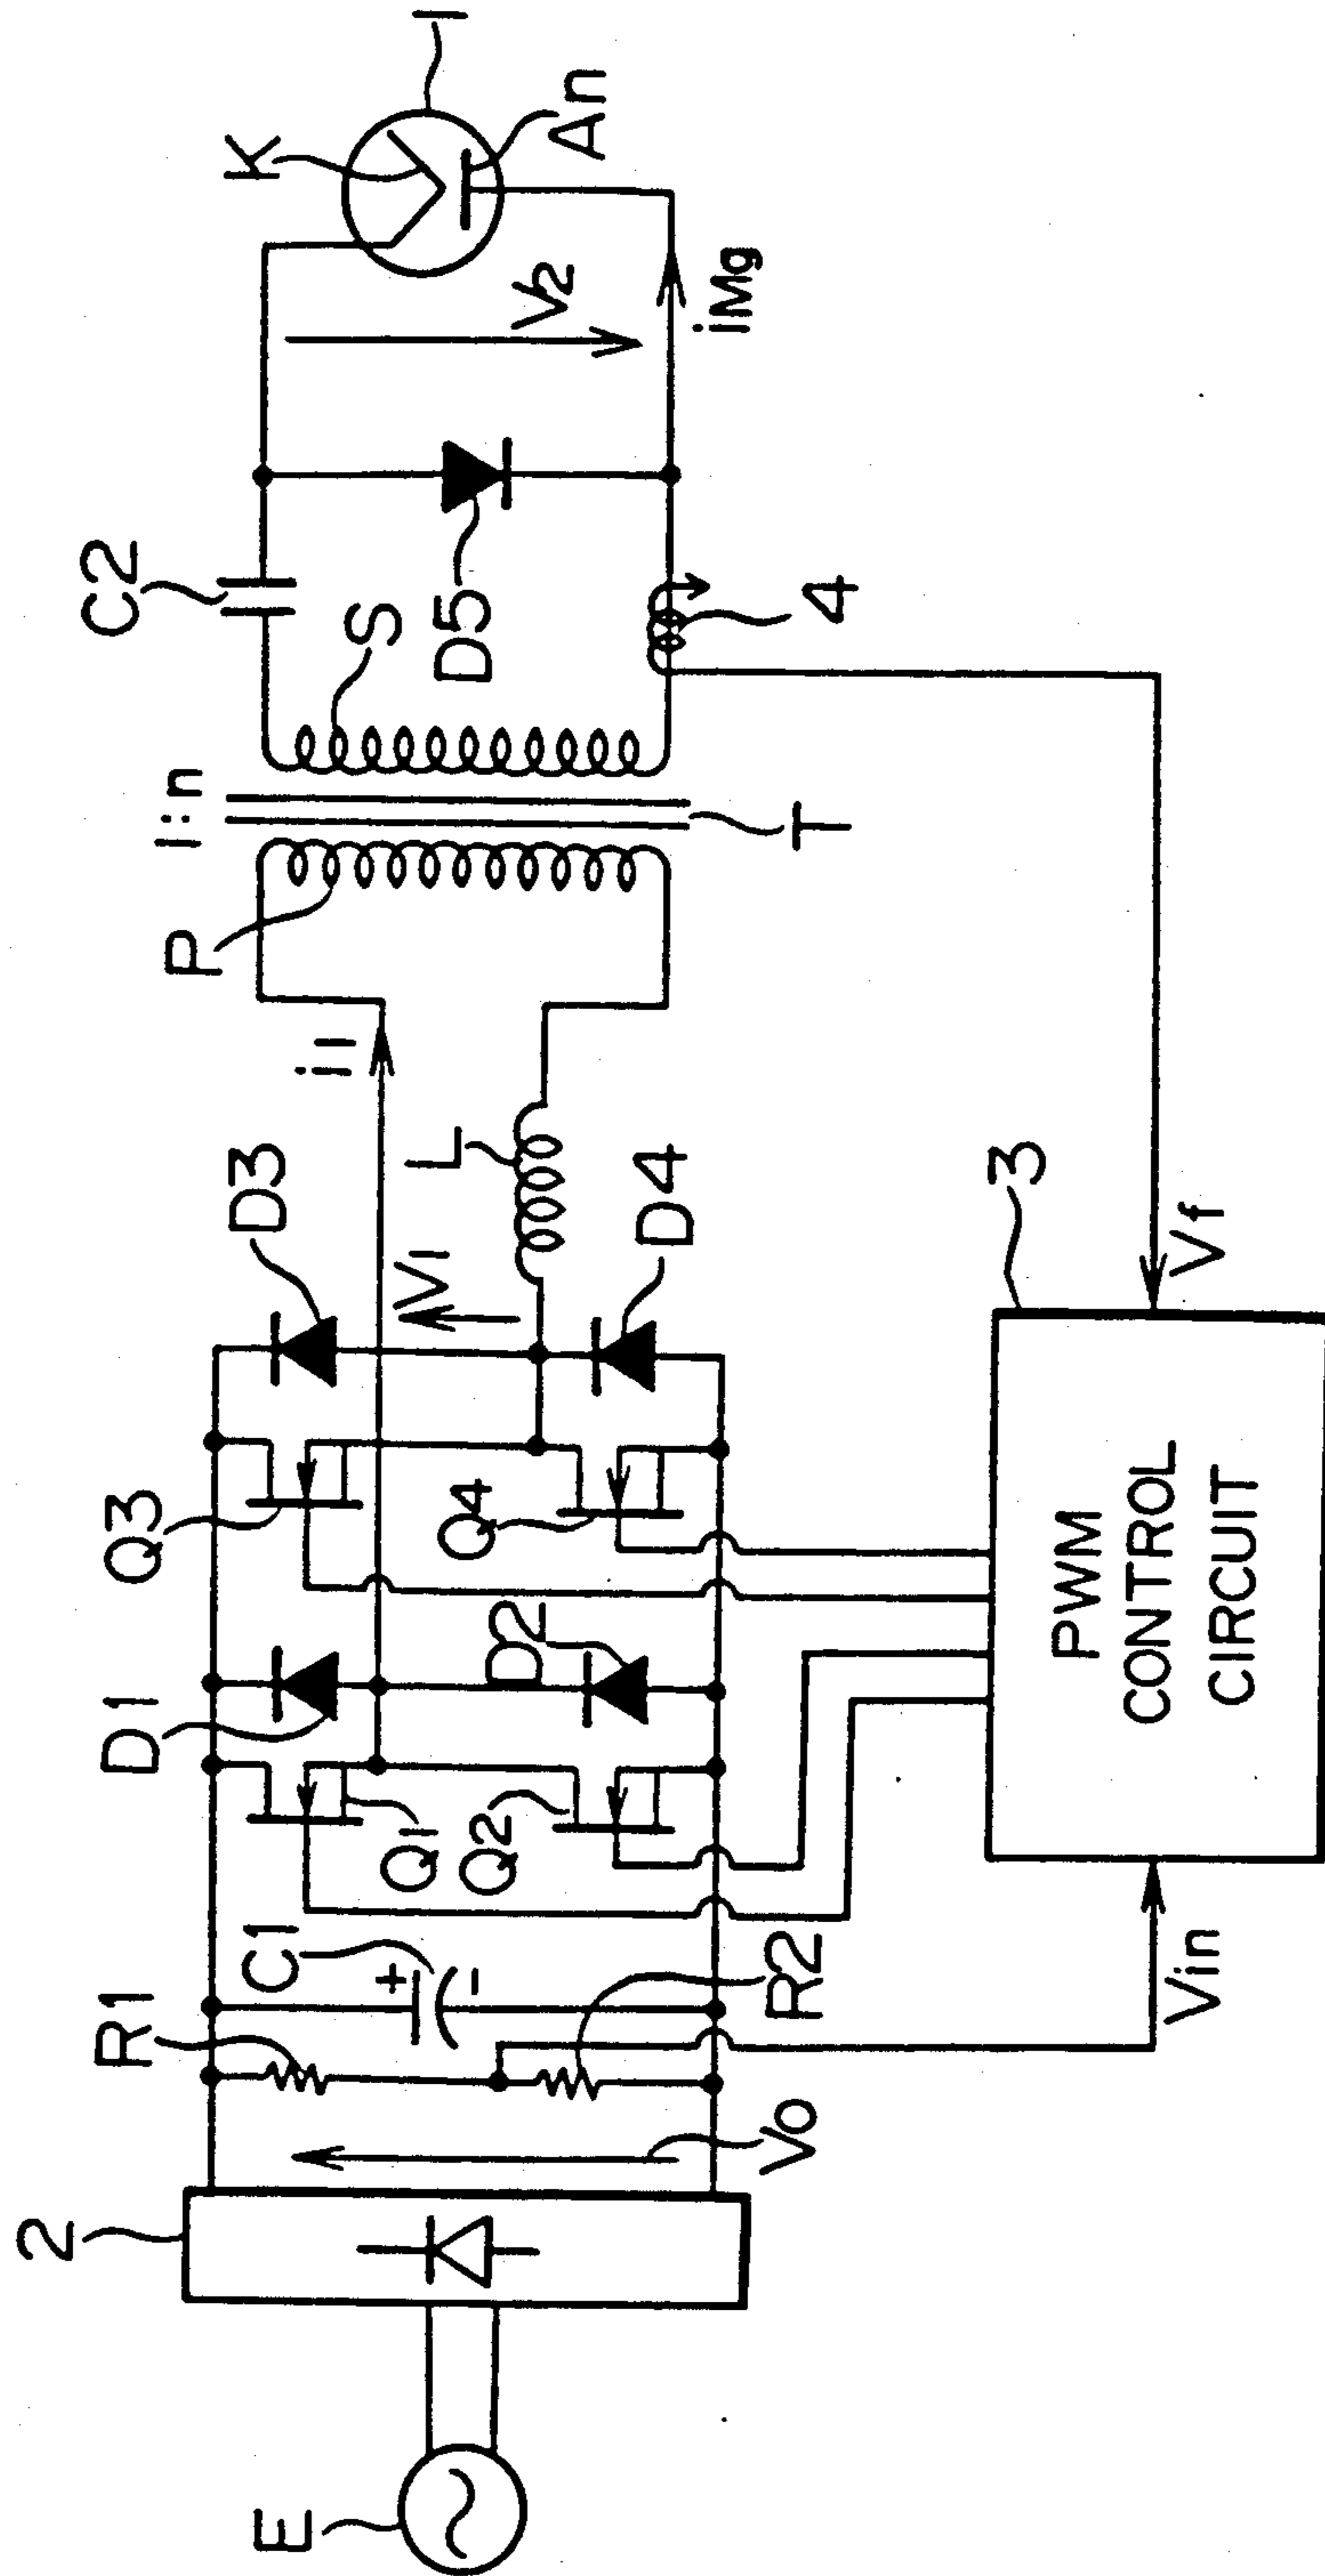 E
2
Vo
R1
C1
R2
Vin
+
-
D1
Q1
Q2
D2
Q3
Q4
D3
D4
V1
L
i1
PWM
CONTROL
CIRCUIT
3
Vf
P
1:n
T
S
C2
D5
4
V2
iMg
K
An
1